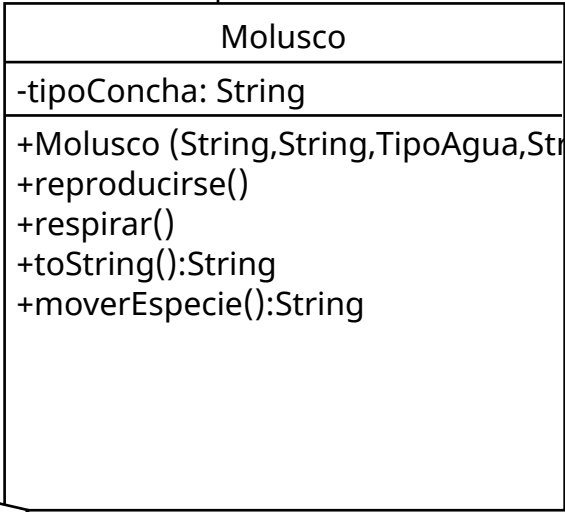 Molusco
-tipoConcha: String
+Molusco (String,String,TipoAgua,Str
+reproducirse()
+respirar()
+toString():String
+moverEspecie():String